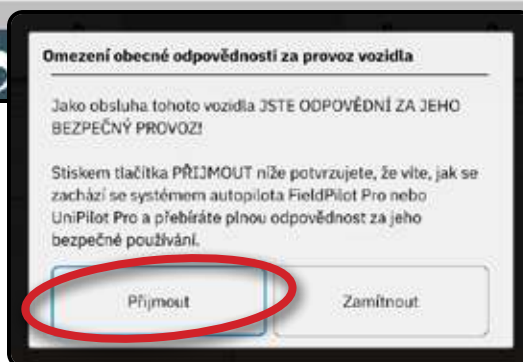 Omezení obecné odpovědnosti za provoz vozidla
Jako obsluha tohoto vozidla JSTE ODPOVĚDNÍ ZA JEHO
BEZPEČNÝ PROVOZ!
Stiskem tlačítka PŘIJMOUT níže potvrzujete, že víte, jak se
zachází se systémem autopilota FieldPilot Pro nebo
UniPilot Pro a přebíráte plnou odpovědnost za jeho
bezpečné používání.
Přijmout
Zamítnout